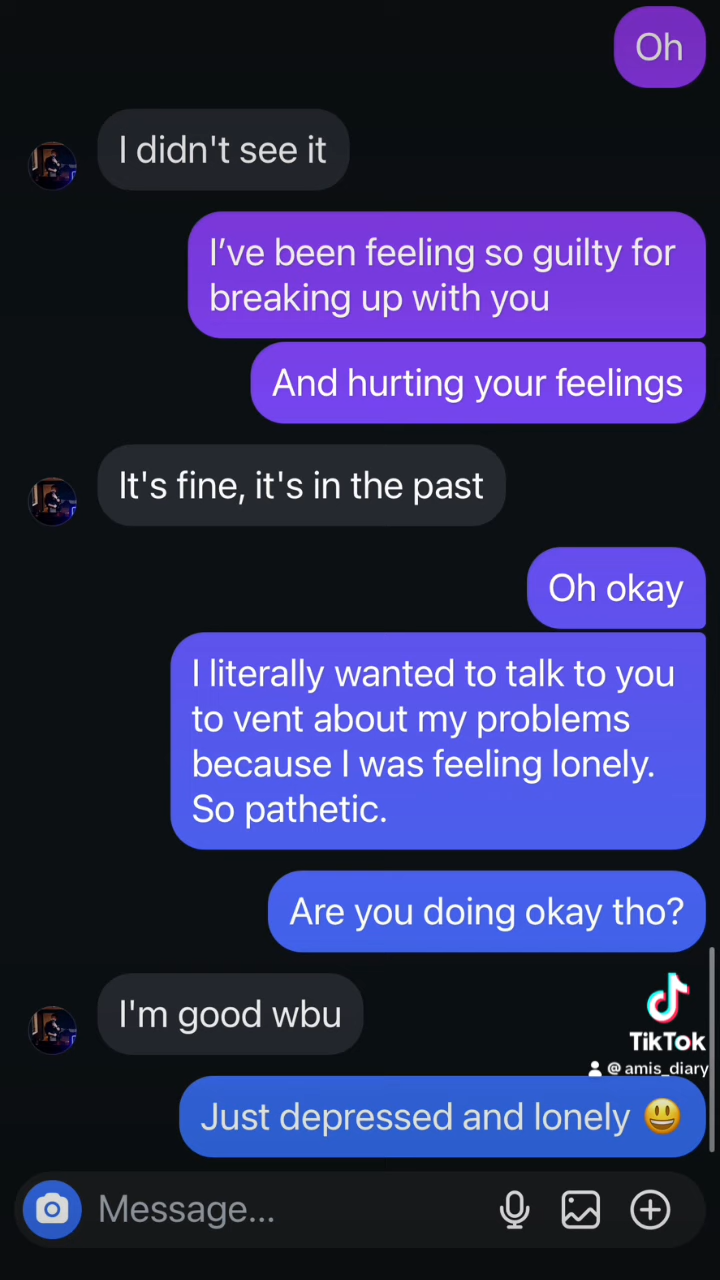 Oh
I didn't see it
I’ve been feeling so guilty for
breaking up with you
And hurting your feelings
It's fine, it's in the past
Oh okay
I literally wanted to talk to you
to vent about my problems
because I was feeling lonely.
So pathetic.
Are you doing okay tho?
I'm good wbu
TikTok
@amis_diary
Just depressed and lonely 😃
Message...